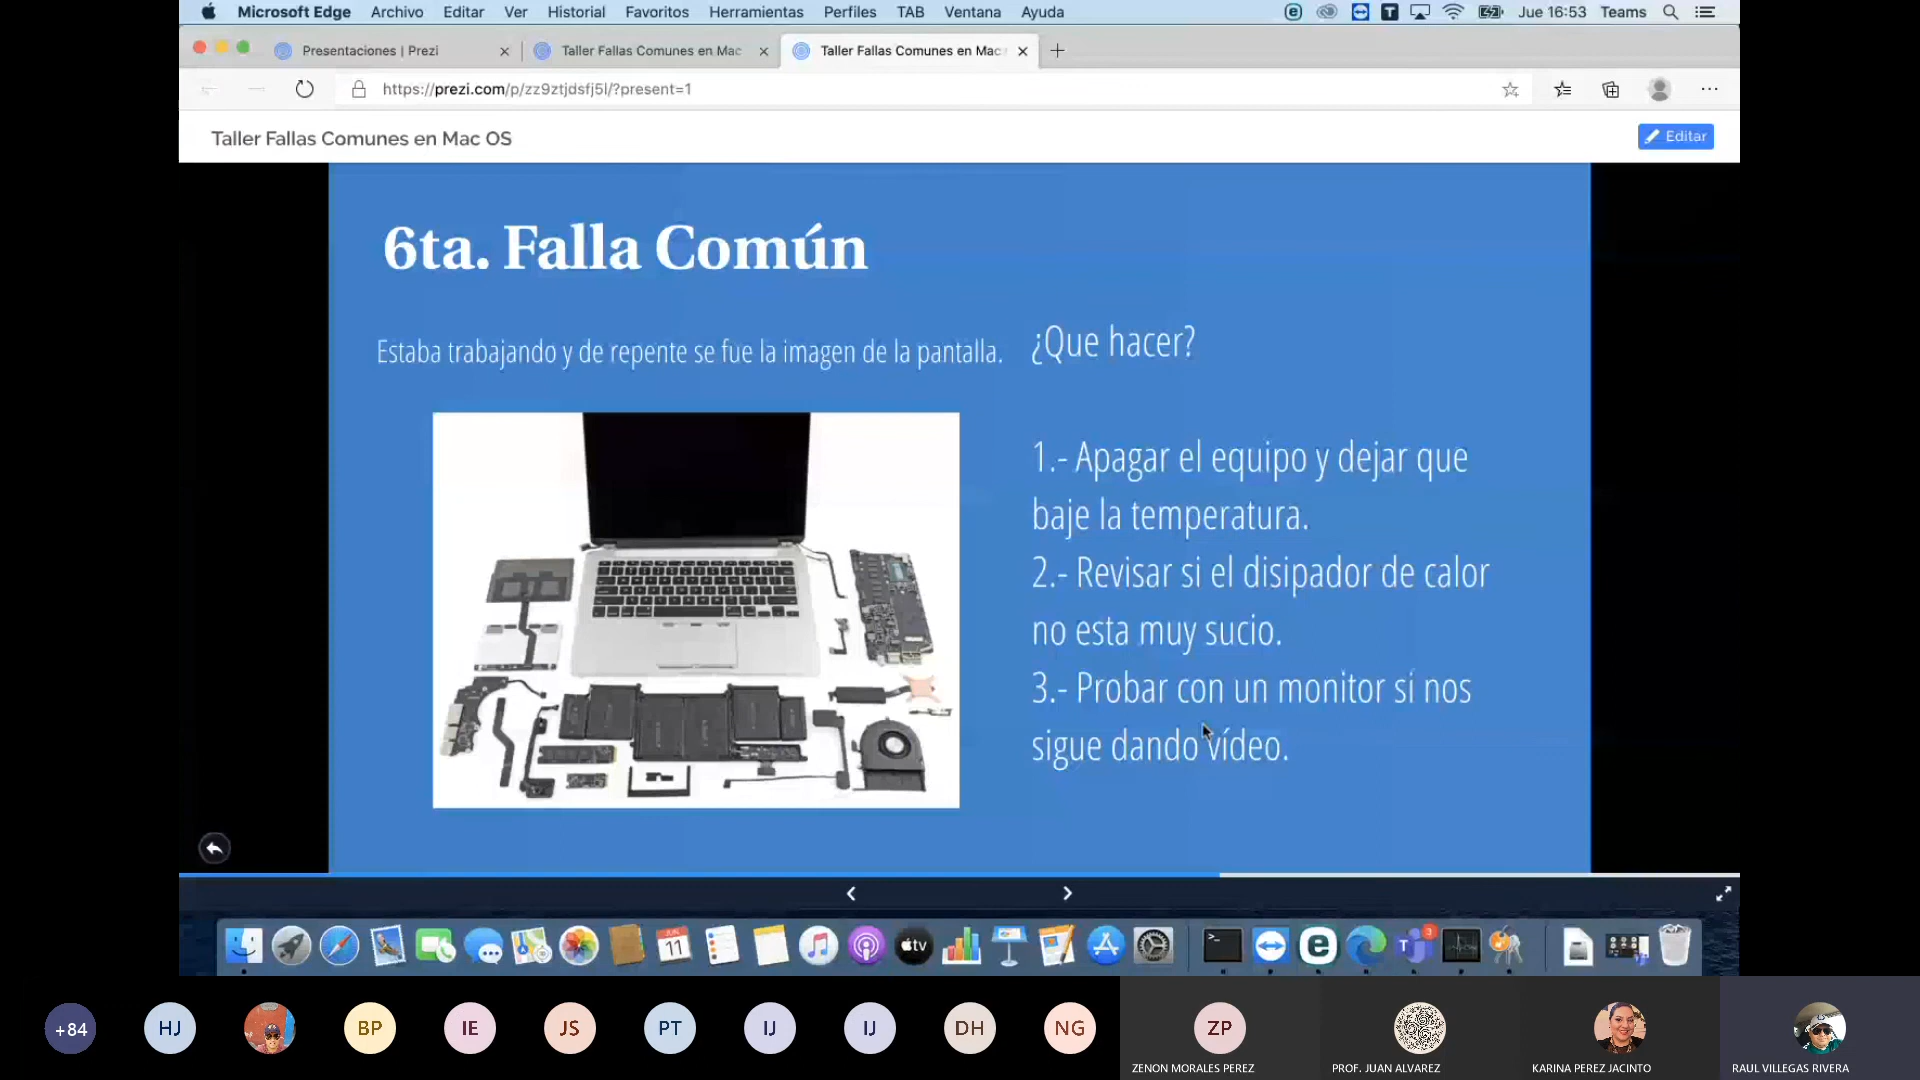 Microsoft Edge Archivo Editar Ver Historial Favoritos Herramientas Perfiles TAB Ventana Ayuda Jue 16:53 Teams
Presentaciones | Prezi
Taller Fallas Comunes en Mac
Taller Fallas Comunes en Mac
https://prezi.com/p/zz9ztjdsfj5l/?present=1
Taller Fallas Comunes en Mac OS
Editar
6ta. Falla Común
Estaba trabajando y de repente se fue la imagen de la pantalla.
¿Que hacer?
1.- Apagar el equipo y dejar que
baje la temperatura.
2.- Revisar si el disipador de calor
no esta muy sucio.
3.- Probar con un monitor sí nos
sigue dando vídeo.
JUN
11
tv
3
+84 HJ BP IE JS PT IJ IJ DH NG ZP
ZENON MORALES PEREZ
PROF. JUAN ALVAREZ
KARINA PEREZ JACINTO
RAUL VILLEGAS RIVERA